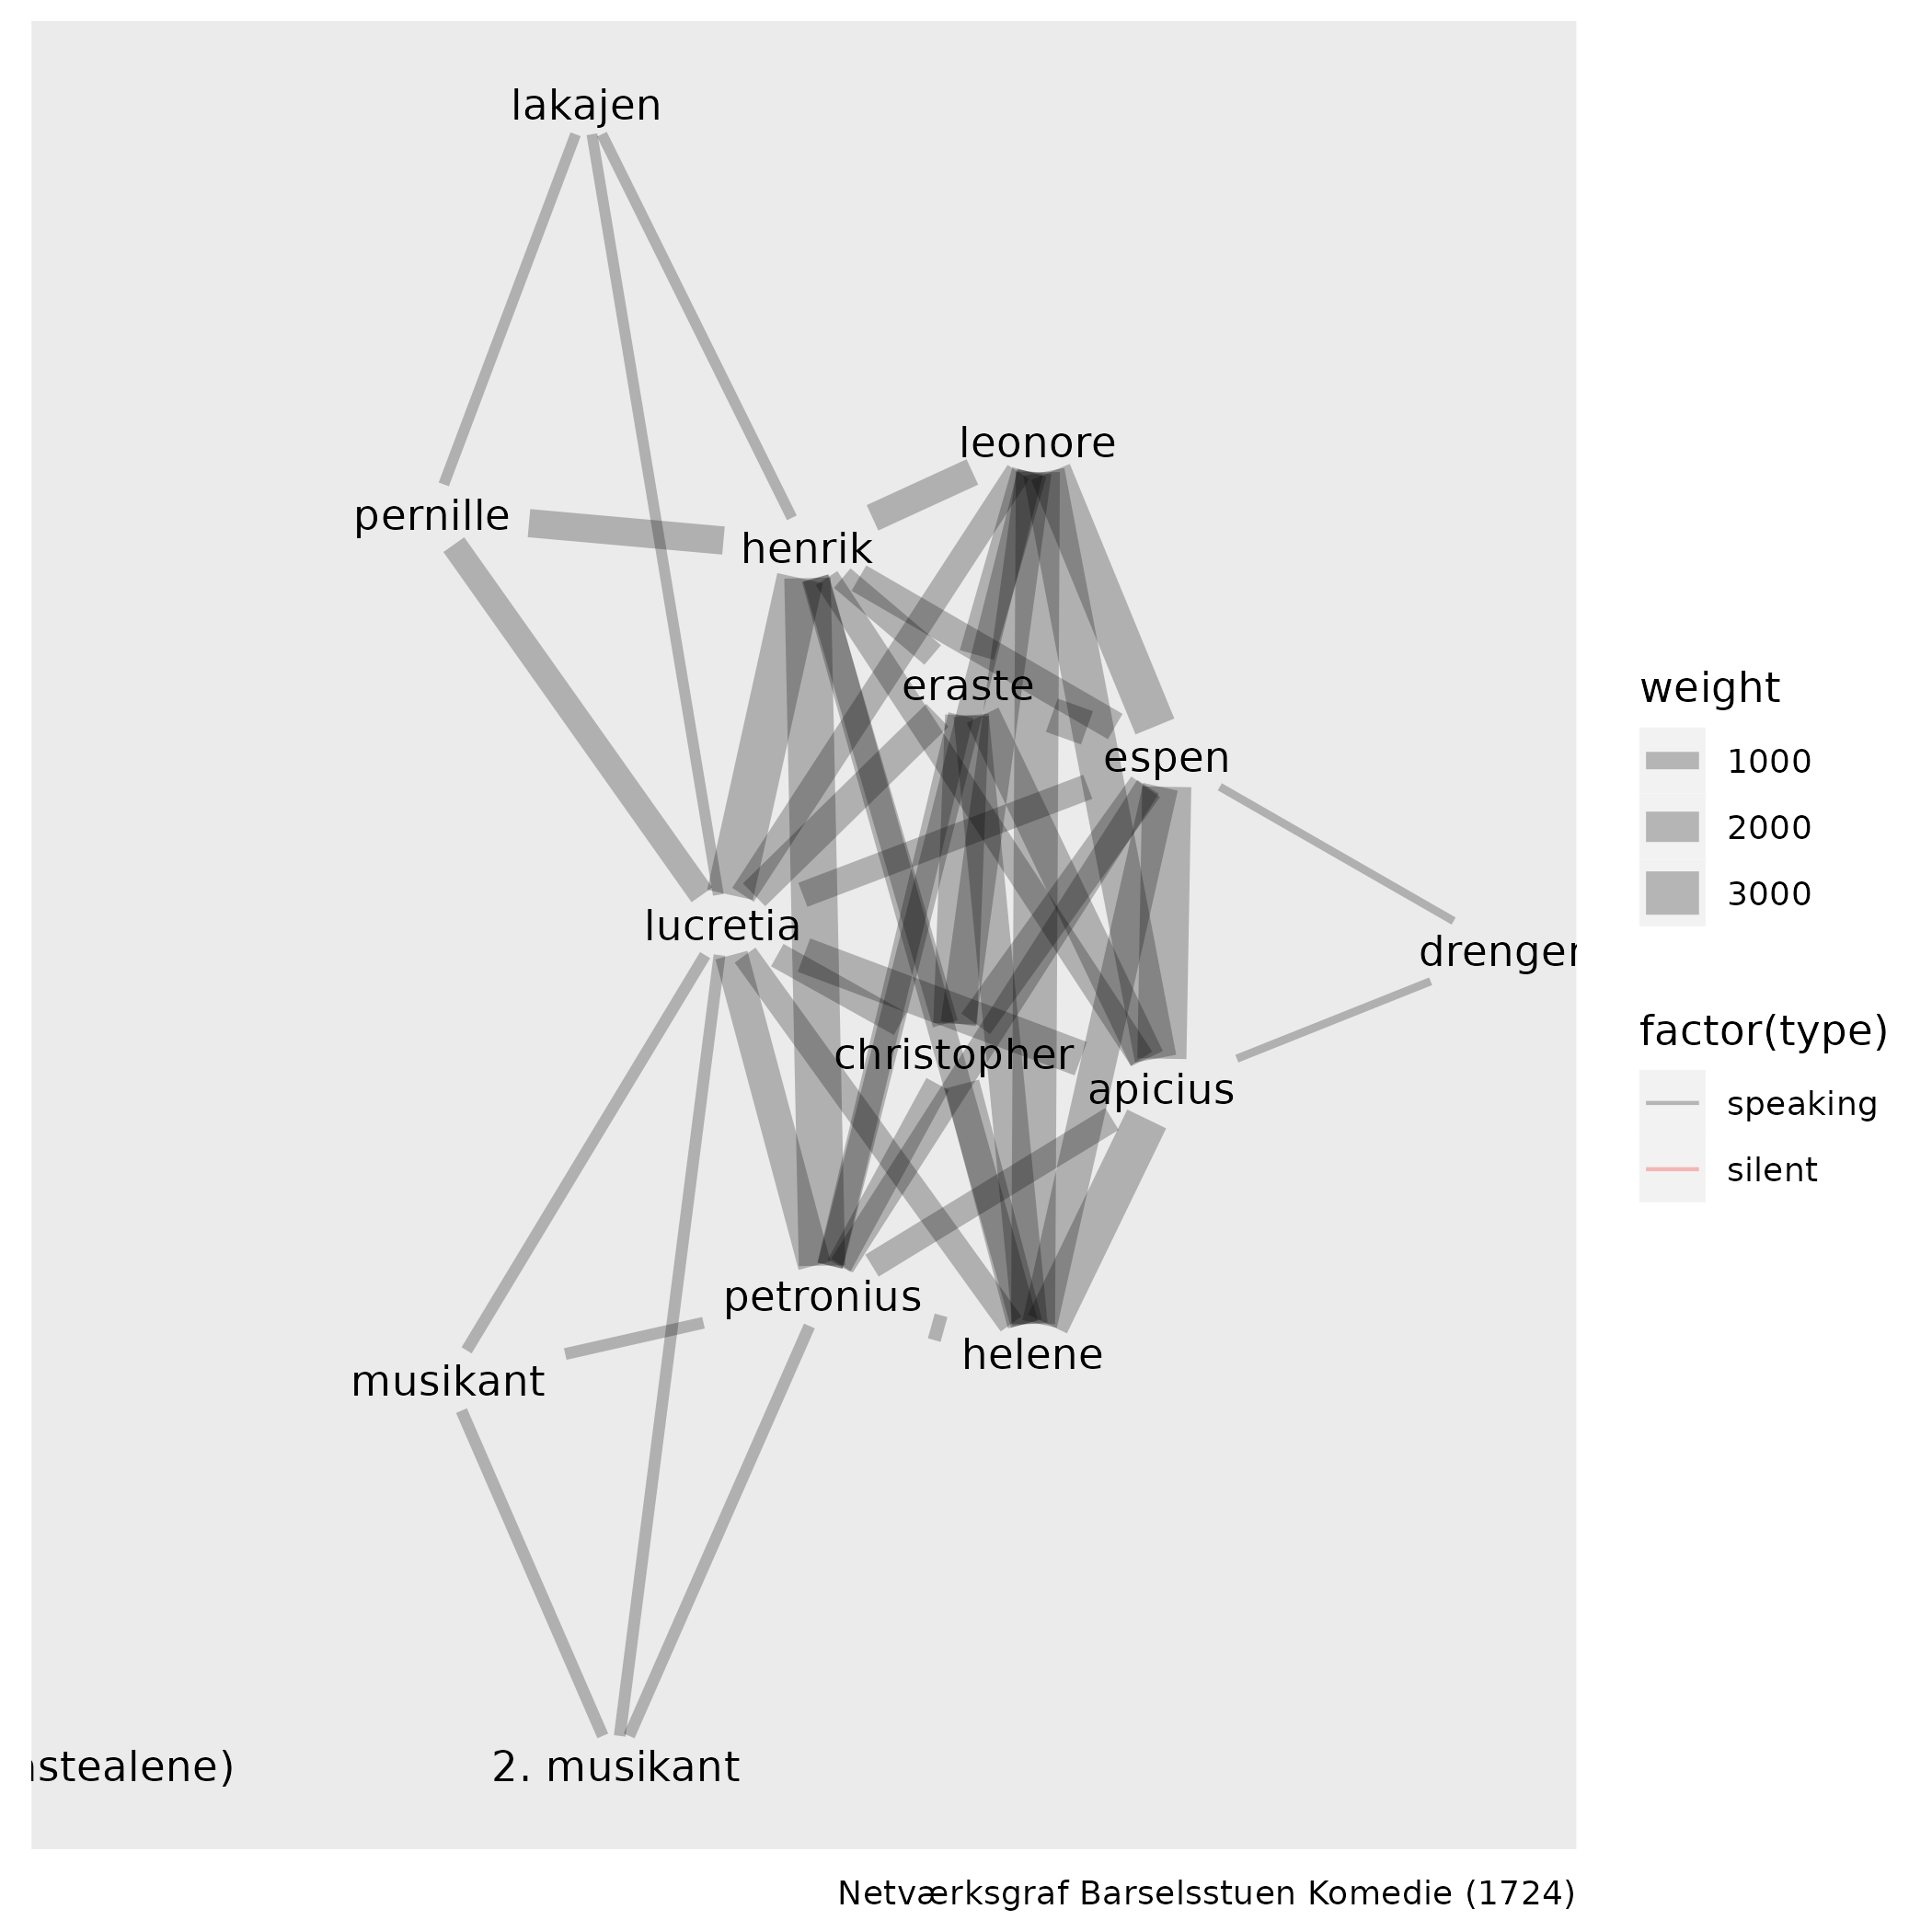 lakajen
leonore
pernille
henrik
eraste
espen
lucretia
drenger
christopher
apicius
petronius
helene
musikant
astealene)
2. musikant
weight
1000
2000
3000
factor(type)
speaking
silent
Netværksgraf Barselsstuen Komedie (1724)